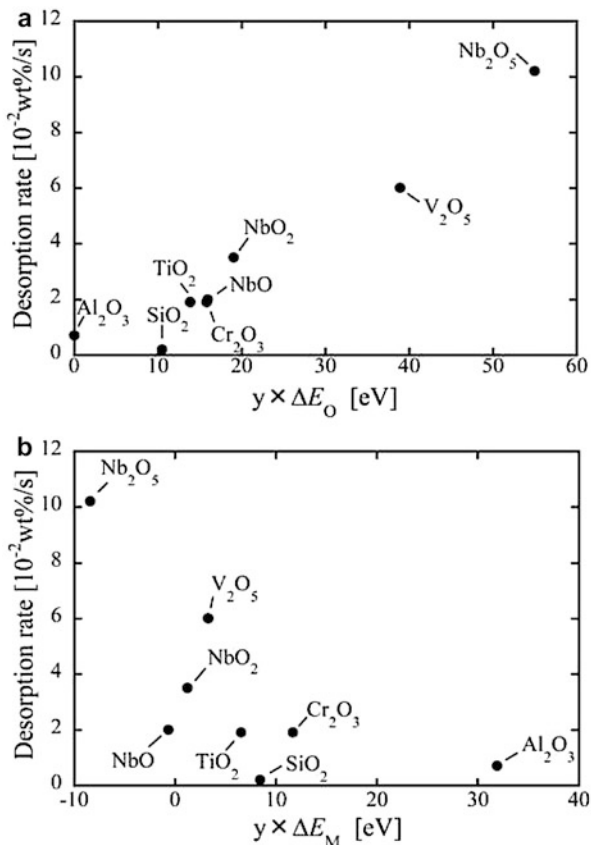 a
12
10
8
6
4
2
0
Desorption rate [10⁻²wt%/s]
Nb₂O₅
V₂O₅
NbO₂
TiO₂
NbO
Al₂O₃
SiO₂
Cr₂O₃
0 10 20 30 40 50 60
y × ΔE_O [eV]
b
12
10
8
6
4
2
0
Desorption rate [10⁻²wt%/s]
Nb₂O₅
V₂O₅
NbO₂
Cr₂O₃
NbO
TiO₂
SiO₂
Al₂O₃
-10 0 10 20 30 40
y × ΔE_M [eV]